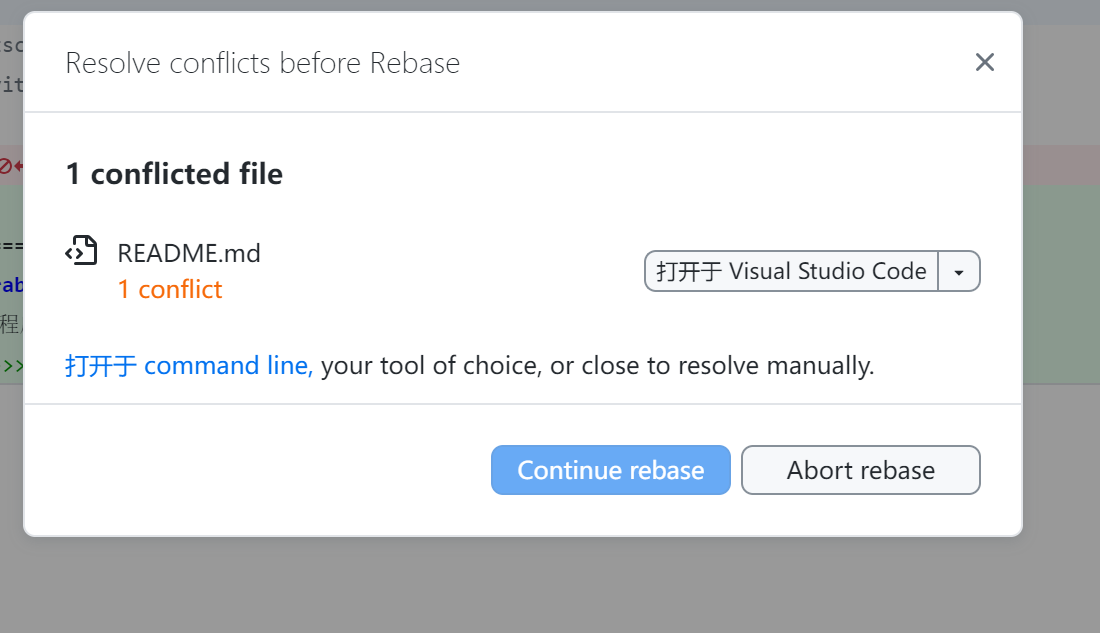 Resolve conflicts before Rebase
1 conflicted file
README.md
1 conflict
打开于 Visual Studio Code
打开于 command line, your tool of choice, or close to resolve manually.
Continue rebase
Abort rebase